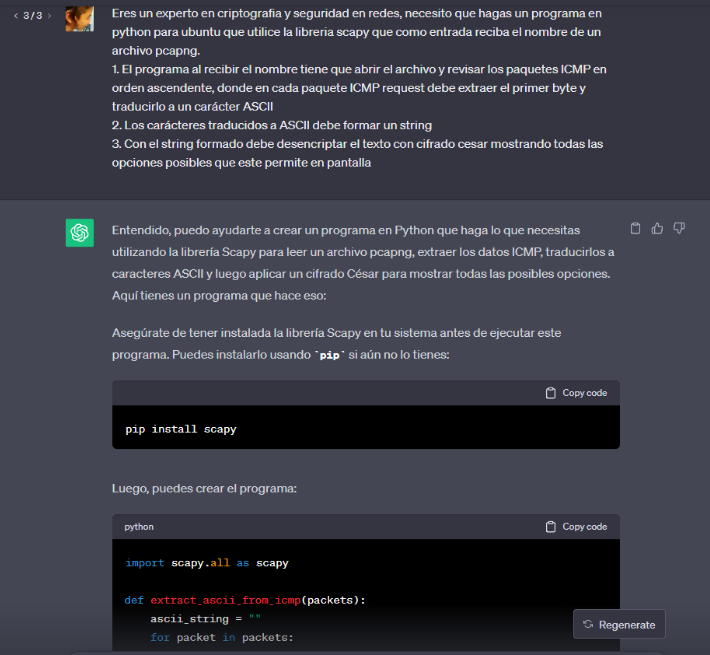 < 3/3 >
Eres un experto en criptografia y seguridad en redes, necesito que hagas un programa en
python para ubuntu que utilice la libreria scapy que como entrada reciba el nombre de un
archivo pcapng.
1. El programa al recibir el nombre tiene que abrir el archivo y revisar los paquetes ICMP en
orden ascendente, donde en cada paquete ICMP request debe extraer el primer byte y
traducirlo a un carácter ASCII
2. Los carácteres traducidos a ASCII debe formar un string
3. Con el string formado debe desencriptar el texto con cifrado cesar mostrando todas las
opciones posibles que este permite en pantalla
Entendido, puedo ayudarte a crear un programa en Python que haga lo que necesitas
utilizando la librería Scapy para leer un archivo pcapng, extraer los datos ICMP, traducirlos a
caracteres ASCII y luego aplicar un cifrado César para mostrar todas las posibles opciones.
Aquí tienes un programa que hace eso:
Asegúrate de tener instalada la librería Scapy en tu sistema antes de ejecutar este
programa. Puedes instalarlo usando `pip` si aún no lo tienes:
Copy code
pip install scapy
Luego, puedes crear el programa:
python Copy code
import scapy.all as scapy
def extract_ascii_from_icmp(packets):
ascii_string = ""
for packet in packets:
Regenerate